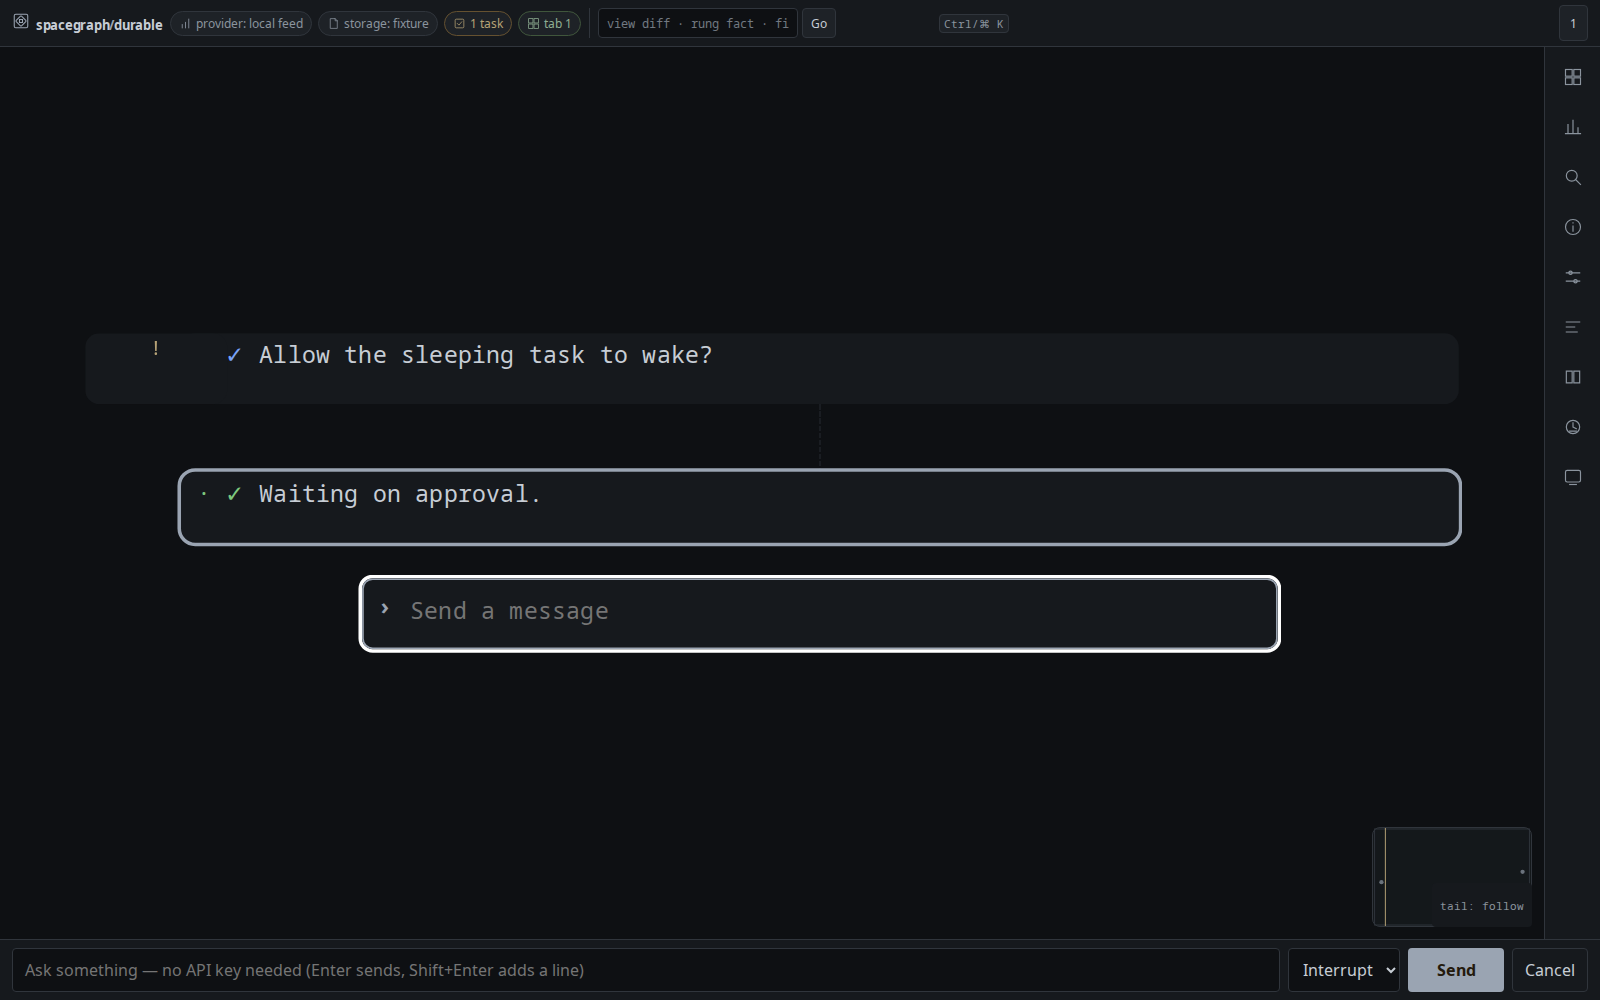 spacegraph/durable provider: local feed storage: fixture 1 task tab 1 view diff · rung fact · fi Go Ctrl/⌘ K 1
! ✓ Allow the sleeping task to wake?
· ✓ Waiting on approval.
› Send a message
tail: follow
Ask something — no API key needed (Enter sends, Shift+Enter adds a line) Interrupt Send Cancel